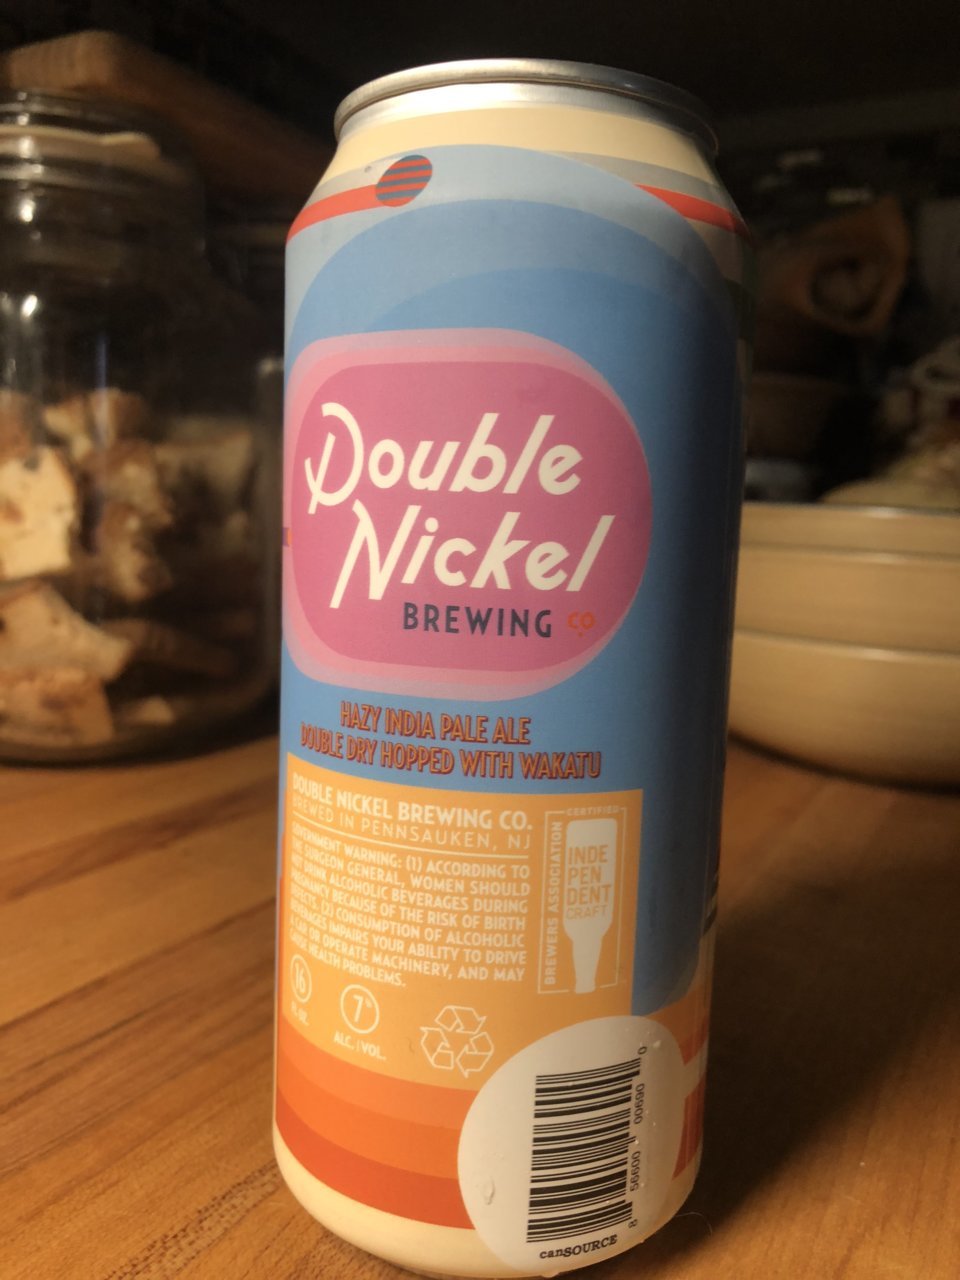 Double
Nickel
BREWING CO
HAZY INDIA PALE ALE
DOUBLE DRY HOPPED WITH WAKATU
DOUBLE NICKEL BREWING CO.
BREWED IN PENNSAUKEN, NJ
GOVERNMENT WARNING: (1) ACCORDING TO
THE SURGEON GENERAL, WOMEN SHOULD
NOT DRINK ALCOHOLIC BEVERAGES DURING
PREGNANCY BECAUSE OF THE RISK OF BIRTH
DEFECTS. (2) CONSUMPTION OF ALCOHOLIC
BEVERAGES IMPAIRS YOUR ABILITY TO DRIVE
A CAR OR OPERATE MACHINERY, AND MAY
CAUSE HEALTH PROBLEMS.
16
FL. OZ.
7%
ALC. / VOL.
CERTIFIED
BREWERS ASSOCIATION
INDE
PEN
DENT
CRAFT
8 56600 00690 0
canSOURCE